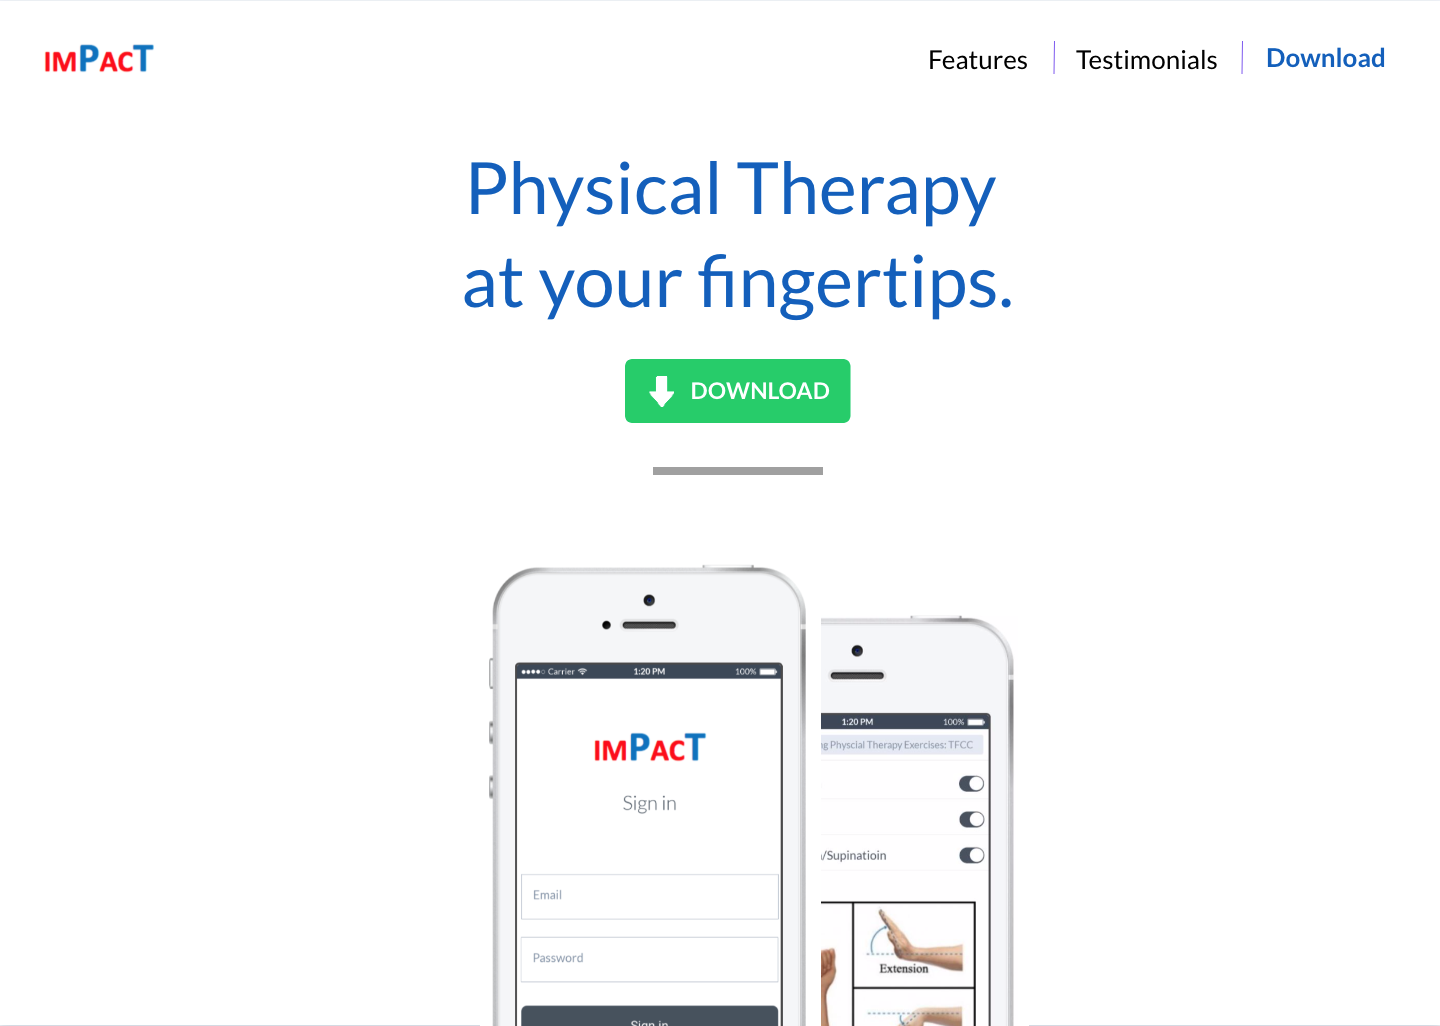 IMPACT
Features
Testimonials
Download
Physical Therapy
at your fingertips.
DOWNLOAD
Carrier 1:20 PM 100%
IMPACT
Sign in
Email
Password
Sign in
1:20 PM 100%
Physcial Therapy Exercises: TFCC
/Supinatioin
Extension